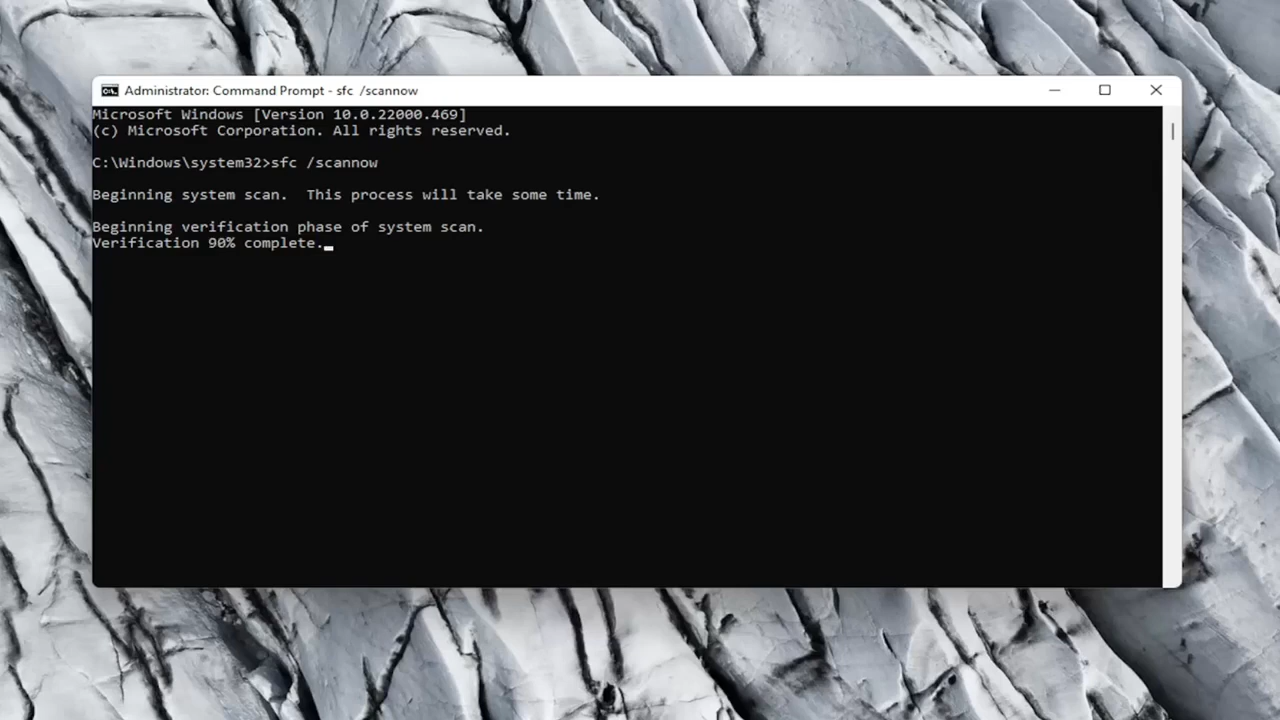 Administrator: Command Prompt - sfc  /scannow
Microsoft Windows [Version 10.0.22000.469]
(c) Microsoft Corporation. All rights reserved.
C:\Windows\system32>sfc /scannow
Beginning system scan.  This process will take some time.
Beginning verification phase of system scan.
Verification 90% complete.